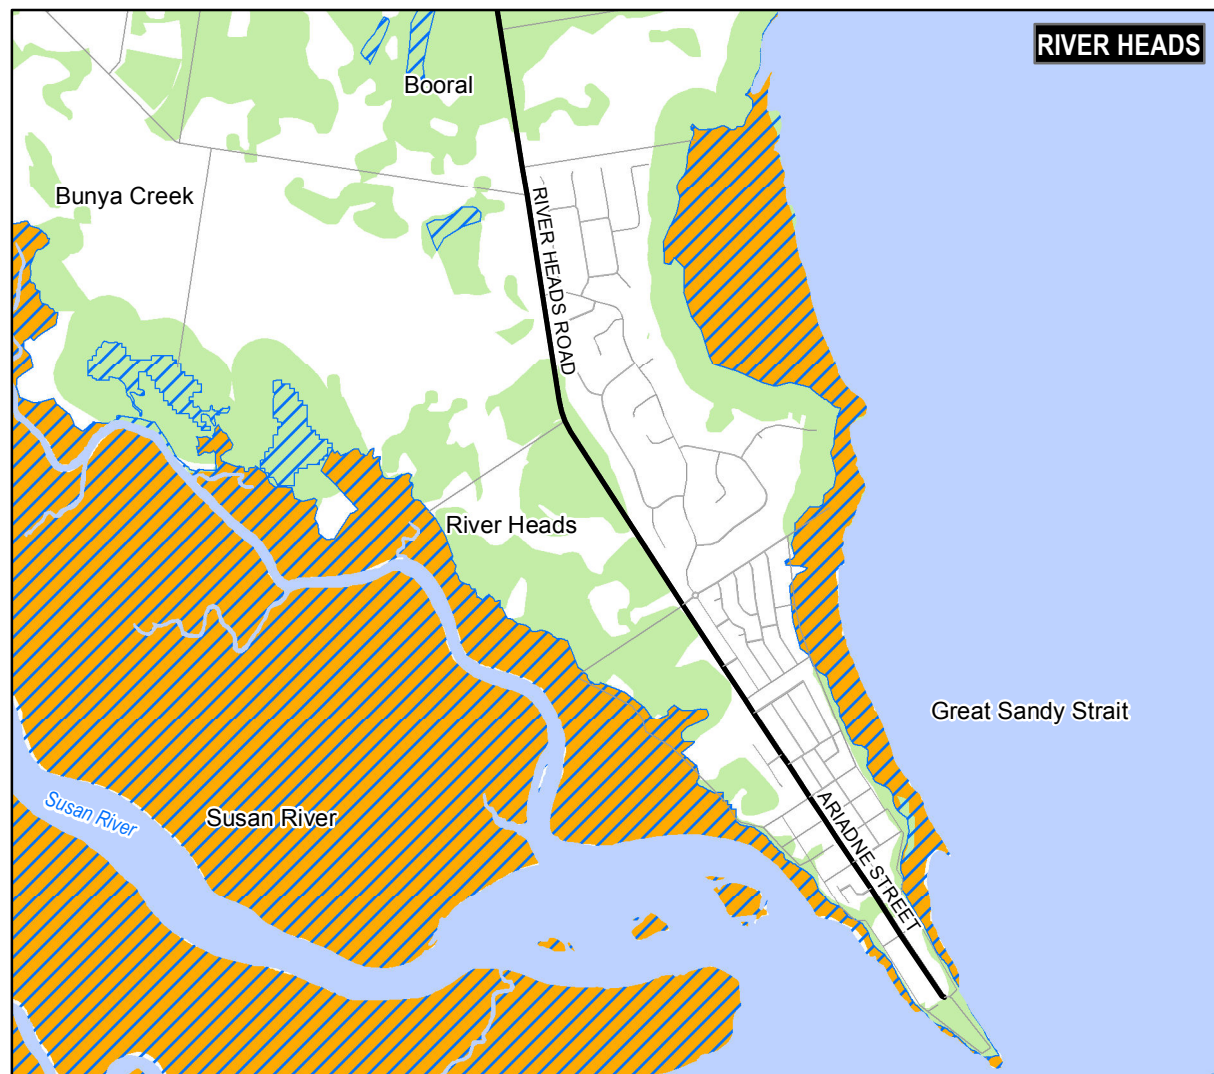 RIVER HEADS
Booral
Bunya Creek
RIVER HEADS ROAD
River Heads
Great Sandy Strait
Susan River
Susan River
ARIADNE STREET